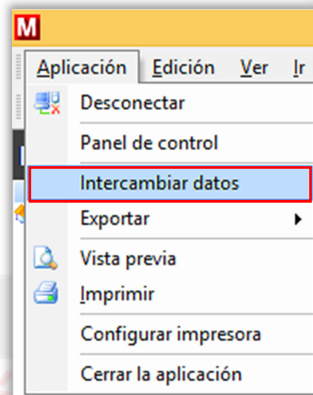 M
Aplicación Edición Ver Ir
Desconectar
Panel de control
Intercambiar datos
Exportar
Vista previa
Imprimir
Configurar impresora
Cerrar la aplicación